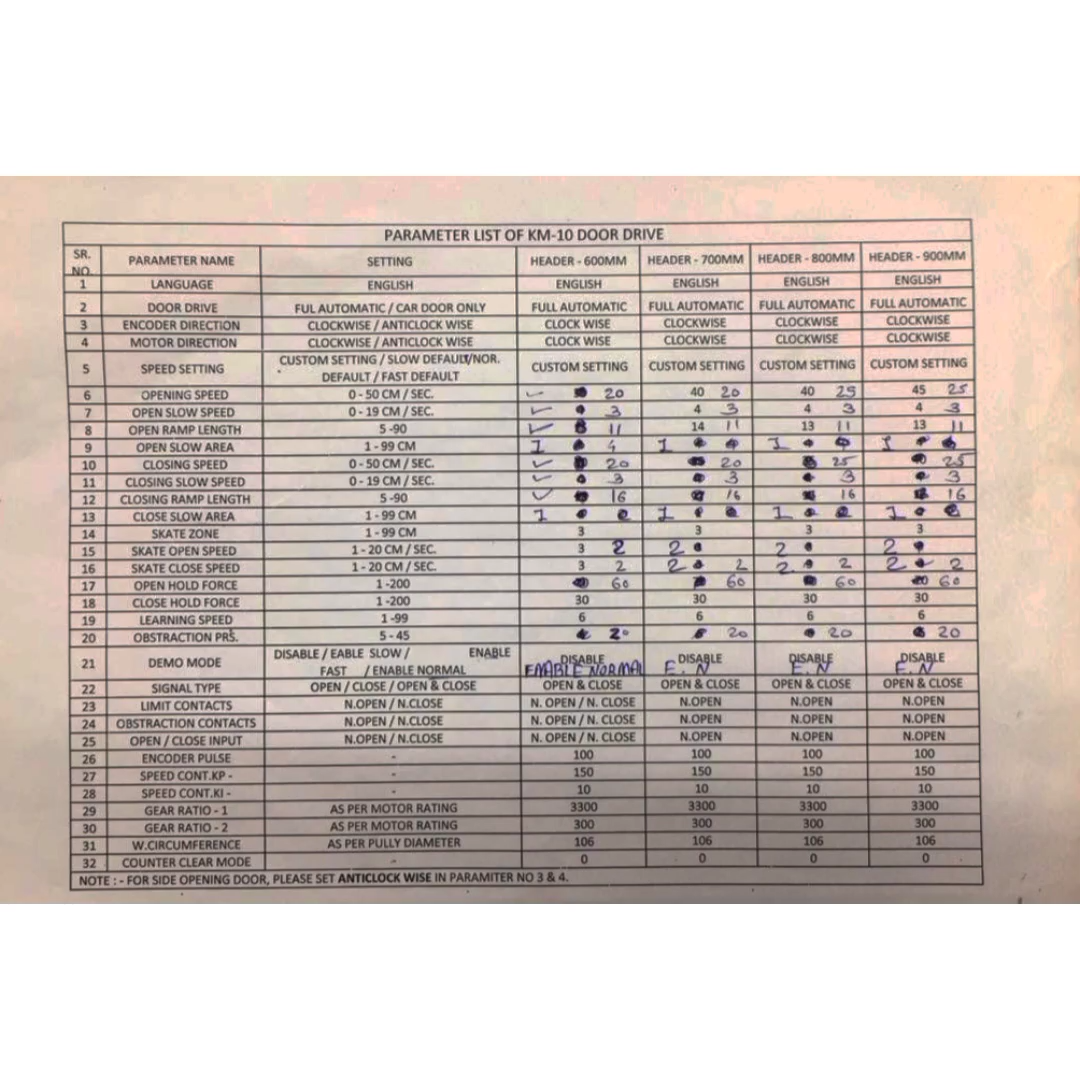 PARAMETER LIST OF KM-10 DOOR DRIVE
SR. NO. PARAMETER NAME SETTING HEADER - 600MM HEADER - 700MM HEADER - 800MM HEADER - 900MM
1 LANGUAGE ENGLISH ENGLISH ENGLISH ENGLISH ENGLISH
2 DOOR DRIVE FUL AUTOMATIC / CAR DOOR ONLY FULL AUTOMATIC FULL AUTOMATIC FULL AUTOMATIC FULL AUTOMATIC
3 ENCODER DIRECTION CLOCKWISE / ANTICLOCK WISE CLOCK WISE CLOCKWISE CLOCKWISE CLOCKWISE
4 MOTOR DIRECTION CLOCKWISE / ANTICLOCK WISE CLOCK WISE CLOCKWISE CLOCKWISE CLOCKWISE
5 SPEED SETTING CUSTOM SETTING / SLOW DEFAULT/NOR. DEFAULT / FAST DEFAULT CUSTOM SETTING CUSTOM SETTING CUSTOM SETTING CUSTOM SETTING
6 OPENING SPEED 0 - 50 CM / SEC. 20 40 20 40 25 45 25
7 OPEN SLOW SPEED 0 - 19 CM / SEC. 3 4 3 4 3 4 3
8 OPEN RAMP LENGTH 5 -90 11 14 11 13 11 13 11
9 OPEN SLOW AREA 1 - 99 CM 1 4 1 1 1
10 CLOSING SPEED 0 - 50 CM / SEC. 20 20 25 25
11 CLOSING SLOW SPEED 0 - 19 CM / SEC. 3 3 3 3
12 CLOSING RAMP LENGTH 5 -90 16 16 16 16
13 CLOSE SLOW AREA 1 - 99 CM 1 1 1 1
14 SKATE ZONE 1 - 99 CM 3 3 3 3
15 SKATE OPEN SPEED 1 - 20 CM / SEC. 3 2 2 2 2
16 SKATE CLOSE SPEED 1 - 20 CM / SEC. 3 2 2 2 2 2 2 2
17 OPEN HOLD FORCE 1 -200 60 60 60 60
18 CLOSE HOLD FORCE 1 -200 30 30 30 30
19 LEARNING SPEED 1 -99 6 6 6 6
20 OBSTRACTION PRS. 5 - 45 20 20 20 20
21 DEMO MODE DISABLE / EABLE SLOW / ENABLE FAST / ENABLE NORMAL DISABLE ENABLE NORMAL DISABLE E.N DISABLE E.N DISABLE E.N
22 SIGNAL TYPE OPEN / CLOSE / OPEN & CLOSE OPEN & CLOSE OPEN & CLOSE OPEN & CLOSE OPEN & CLOSE
23 LIMIT CONTACTS N.OPEN / N.CLOSE N. OPEN / N. CLOSE N.OPEN N.OPEN N.OPEN
24 OBSTRACTION CONTACTS N.OPEN / N.CLOSE N. OPEN / N. CLOSE N.OPEN N.OPEN N.OPEN
25 OPEN / CLOSE INPUT N.OPEN / N.CLOSE N. OPEN / N. CLOSE N.OPEN N.OPEN N.OPEN
26 ENCODER PULSE - 100 100 100 100
27 SPEED CONT.KP - - 150 150 150 150
28 SPEED CONT.KI - - 10 10 10 10
29 GEAR RATIO - 1 AS PER MOTOR RATING 3300 3300 3300 3300
30 GEAR RATIO - 2 AS PER MOTOR RATING 300 300 300 300
31 W.CIRCUMFERENCE AS PER PULLY DIAMETER 106 106 106 106
32 COUNTER CLEAR MODE - 0 0 0 0
NOTE : - FOR SIDE OPENING DOOR, PLEASE SET ANTICLOCK WISE IN PARAMITER NO 3 & 4.